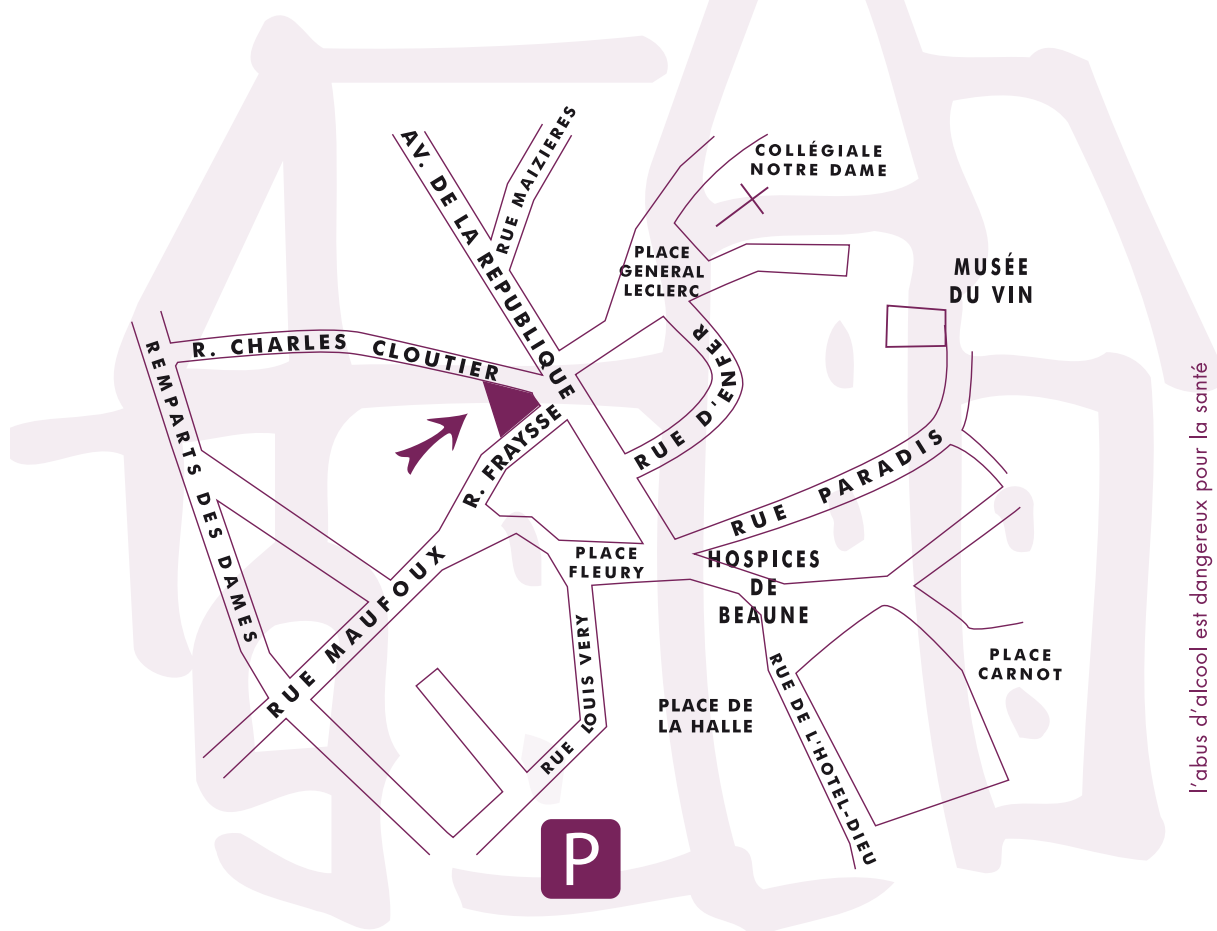 AV. DE LA REPUBLIQUE
RUE MAIZIERES
COLLÉGIALE
NOTRE DAME
PLACE
GENERAL
LECLERC
MUSÉE
DU VIN
R. CHARLES CLOUTIER
REMPARTS DES DAMES
RUE D'ENFER
R. FRAYSSE
RUE PARADIS
RUE MAUFOUX
PLACE
FLEURY
HOSPICES
DE
BEAUNE
RUE LOUIS VERY
PLACE DE
LA HALLE
RUE DE L'HOTEL-DIEU
PLACE
CARNOT
P
l'abus d'alcool est dangereux pour la santé